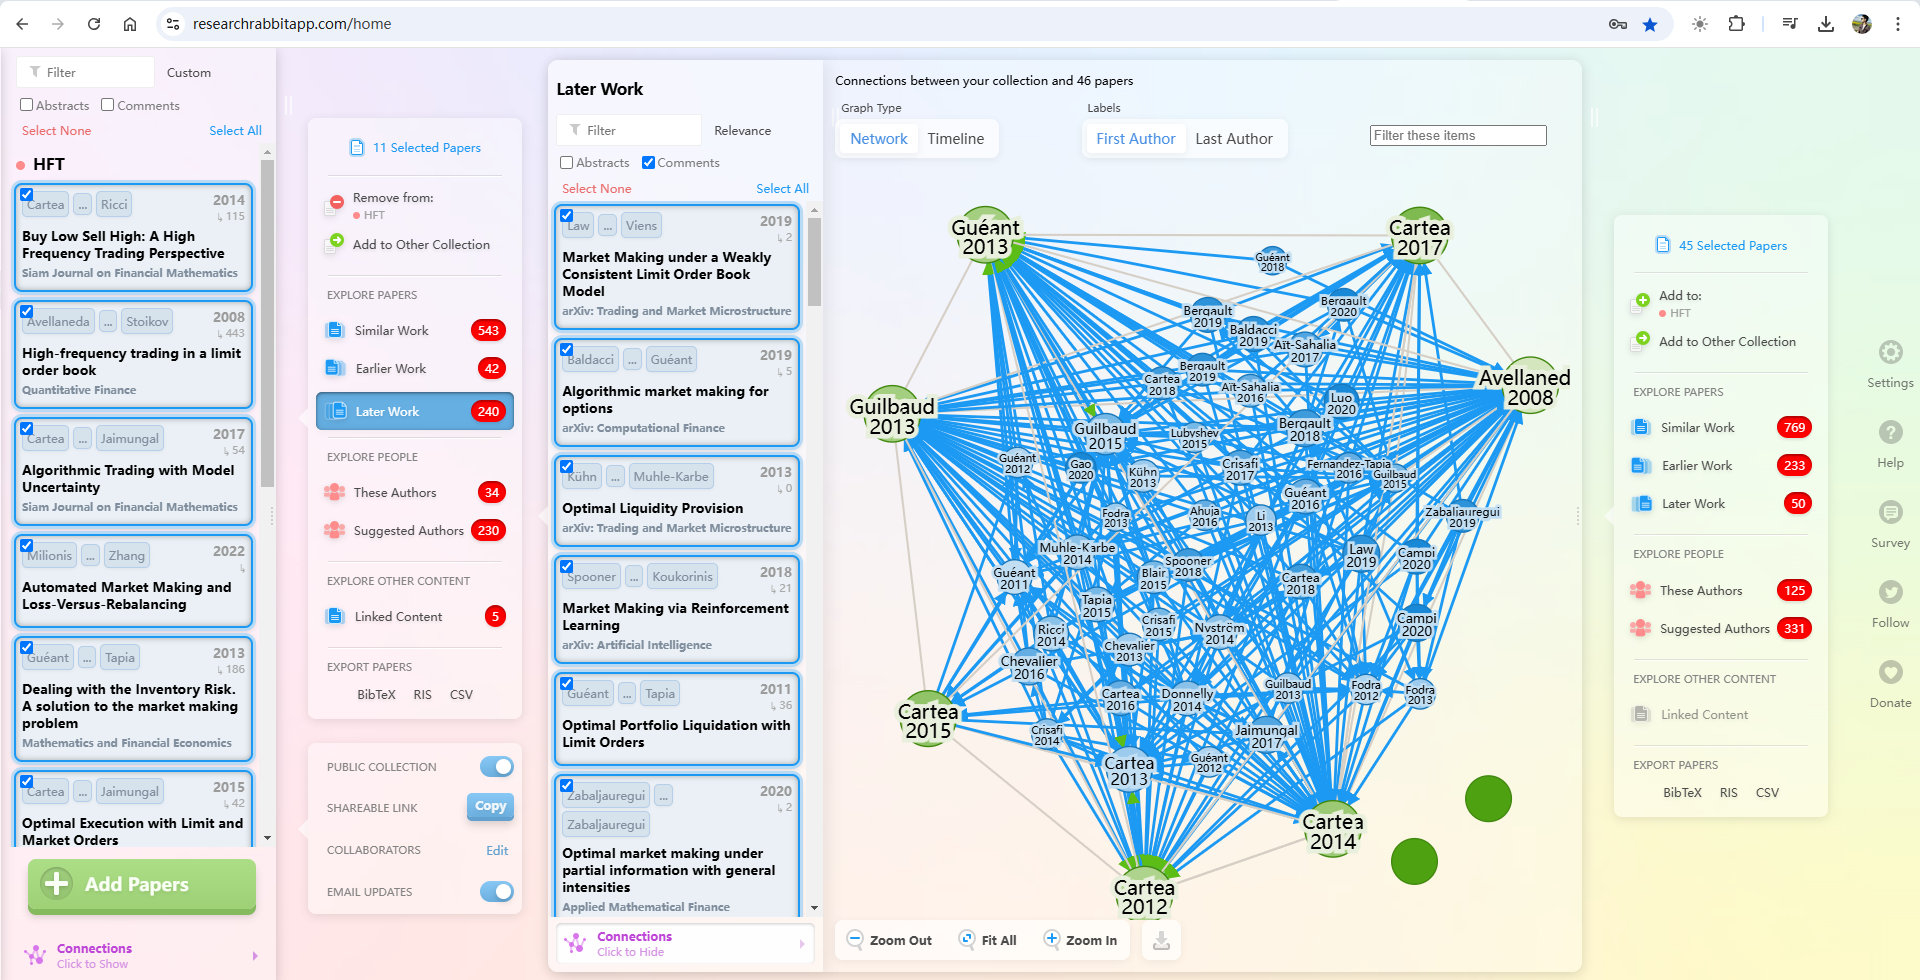 researchrabbitapp.com/home
Filter
Custom
Abstracts
Comments
Select None
Select All
HFT
Cartea
...
Ricci
2014
115
Buy Low Sell High: A High
Frequency Trading Perspective
Siam Journal on Financial Mathematics
Avellaneda
...
Stoikov
2008
443
High-frequency trading in a limit
order book
Quantitative Finance
Cartea
...
Jaimungal
2017
54
Algorithmic Trading with Model
Uncertainty
Siam Journal on Financial Mathematics
Milionis
...
Zhang
2022
Automated Market Making and
Loss-Versus-Rebalancing
Guéant
...
Tapia
2013
186
Dealing with the Inventory Risk.
A solution to the market making
problem
Mathematics and Financial Economics
Cartea
...
Jaimungal
2015
42
Optimal Execution with Limit and
Market Orders
Add Papers
Connections
Click to Show
11 Selected Papers
Remove from:
HFT
Add to Other Collection
EXPLORE PAPERS
Similar Work
543
Earlier Work
42
Later Work
240
EXPLORE PEOPLE
These Authors
34
Suggested Authors
230
EXPLORE OTHER CONTENT
Linked Content
5
EXPORT PAPERS
BibTeX
RIS
CSV
PUBLIC COLLECTION
SHAREABLE LINK
Copy
COLLABORATORS
Edit
EMAIL UPDATES
Later Work
Filter
Relevance
Abstracts
Comments
Select None
Select All
Law
...
Viens
2019
2
Market Making under a Weakly
Consistent Limit Order Book
Model
arXiv: Trading and Market Microstructure
Baldacci
...
Guéant
2019
5
Algorithmic market making for
options
arXiv: Computational Finance
Kühn
...
Muhle-Karbe
2013
0
Optimal Liquidity Provision
arXiv: Trading and Market Microstructure
Spooner
...
Koukorinis
2018
21
Market Making via Reinforcement
Learning
arXiv: Artificial Intelligence
Guéant
...
Tapia
2011
36
Optimal Portfolio Liquidation with
Limit Orders
Zabaljauregui
...
Zabaljauregui
2020
2
Optimal market making under
partial information with general
intensities
Applied Mathematical Finance
Connections
Click to Hide
Connections between your collection and 46 papers
Graph Type
Network
Timeline
Labels
First Author
Last Author
Filter these items
Guéant
2013
Cartea
2017
Guéant
2018
Bergault
2020
Bergault
2019
Baldacci
2019
Aït-Sahalia
2017
Bergault
2019
Cartea
2018
Aït-Sahalia
2016
Avellaned
2008
Guilbaud
2013
Luo
2020
Guilbaud
2015
Lubyshev
2015
Bergault
2018
Guéant
2012
Gao
2020
Kühn
2013
Crisafi
2017
Fernandez-Tapia
2016
Guilbaud
2015
Guéant
2016
Fodra
2013
Ahuja
2016
Li
2013
Zabaljauregui
2019
Muhle-Karbe
2014
Law
2019
Campi
2020
Guéant
2011
Blair
2015
Spooner
2018
Cartea
2018
Tapia
2015
Crisafi
2015
Nyström
2014
Campi
2020
Ricci
2014
Chevalier
2013
Chevalier
2016
Cartea
2016
Donnelly
2014
Guilbaud
2013
Fodra
2012
Fodra
2013
Cartea
2015
Crisafi
2014
Jaimungal
2017
Cartea
2013
Guéant
2012
Cartea
2014
Cartea
2012
Zoom Out
Fit All
Zoom In
45 Selected Papers
Add to:
HFT
Add to Other Collection
EXPLORE PAPERS
Similar Work
769
Earlier Work
233
Later Work
50
EXPLORE PEOPLE
These Authors
125
Suggested Authors
331
EXPLORE OTHER CONTENT
Linked Content
EXPORT PAPERS
BibTeX
RIS
CSV
Settings
Help
Survey
Follow
Donate